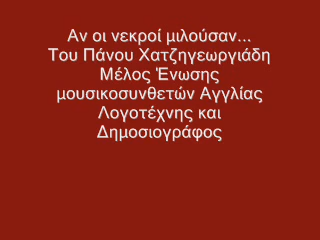 Αν οι νεκροί μιλούσαν...
Του Πάνου Χατζηγεωργιάδη
Μέλος Ένωσης
μουσικοσυνθετών Αγγλίας
Λογοτέχνης και
Δημοσιογράφος